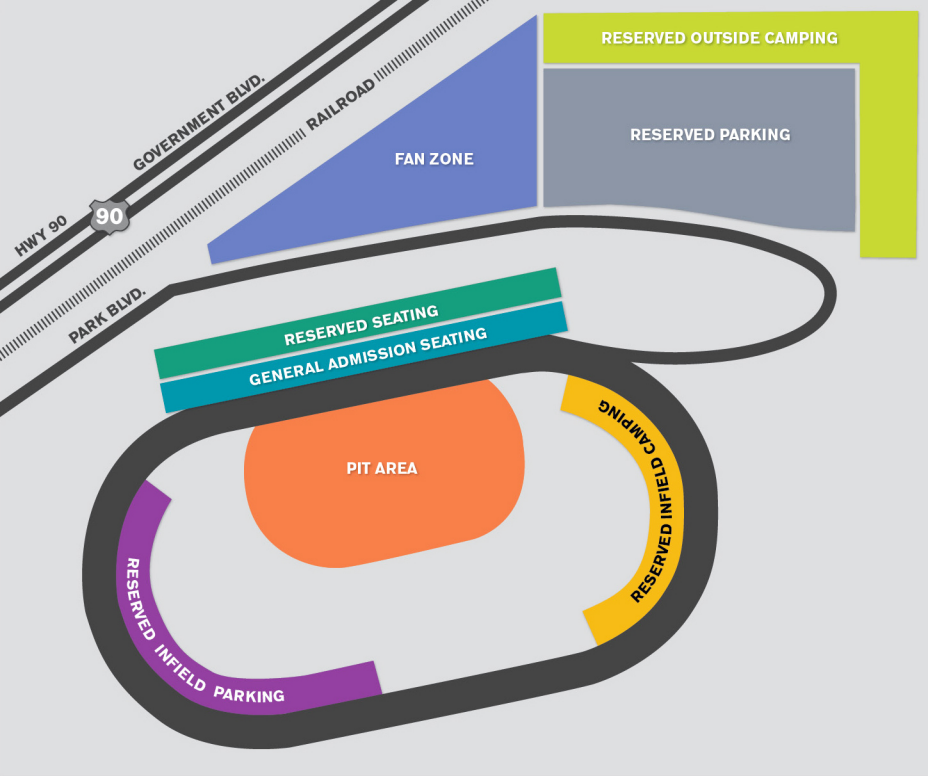 RESERVED OUTSIDE CAMPING
GOVERNMENT BLVD.
RAILROAD
RESERVED PARKING
FAN ZONE
HWY 90
90
PARK BLVD.
RESERVED SEATING
GENERAL ADMISSION SEATING
RESERVED INFIELD CAMPING
PIT AREA
RESERVED INFIELD PARKING